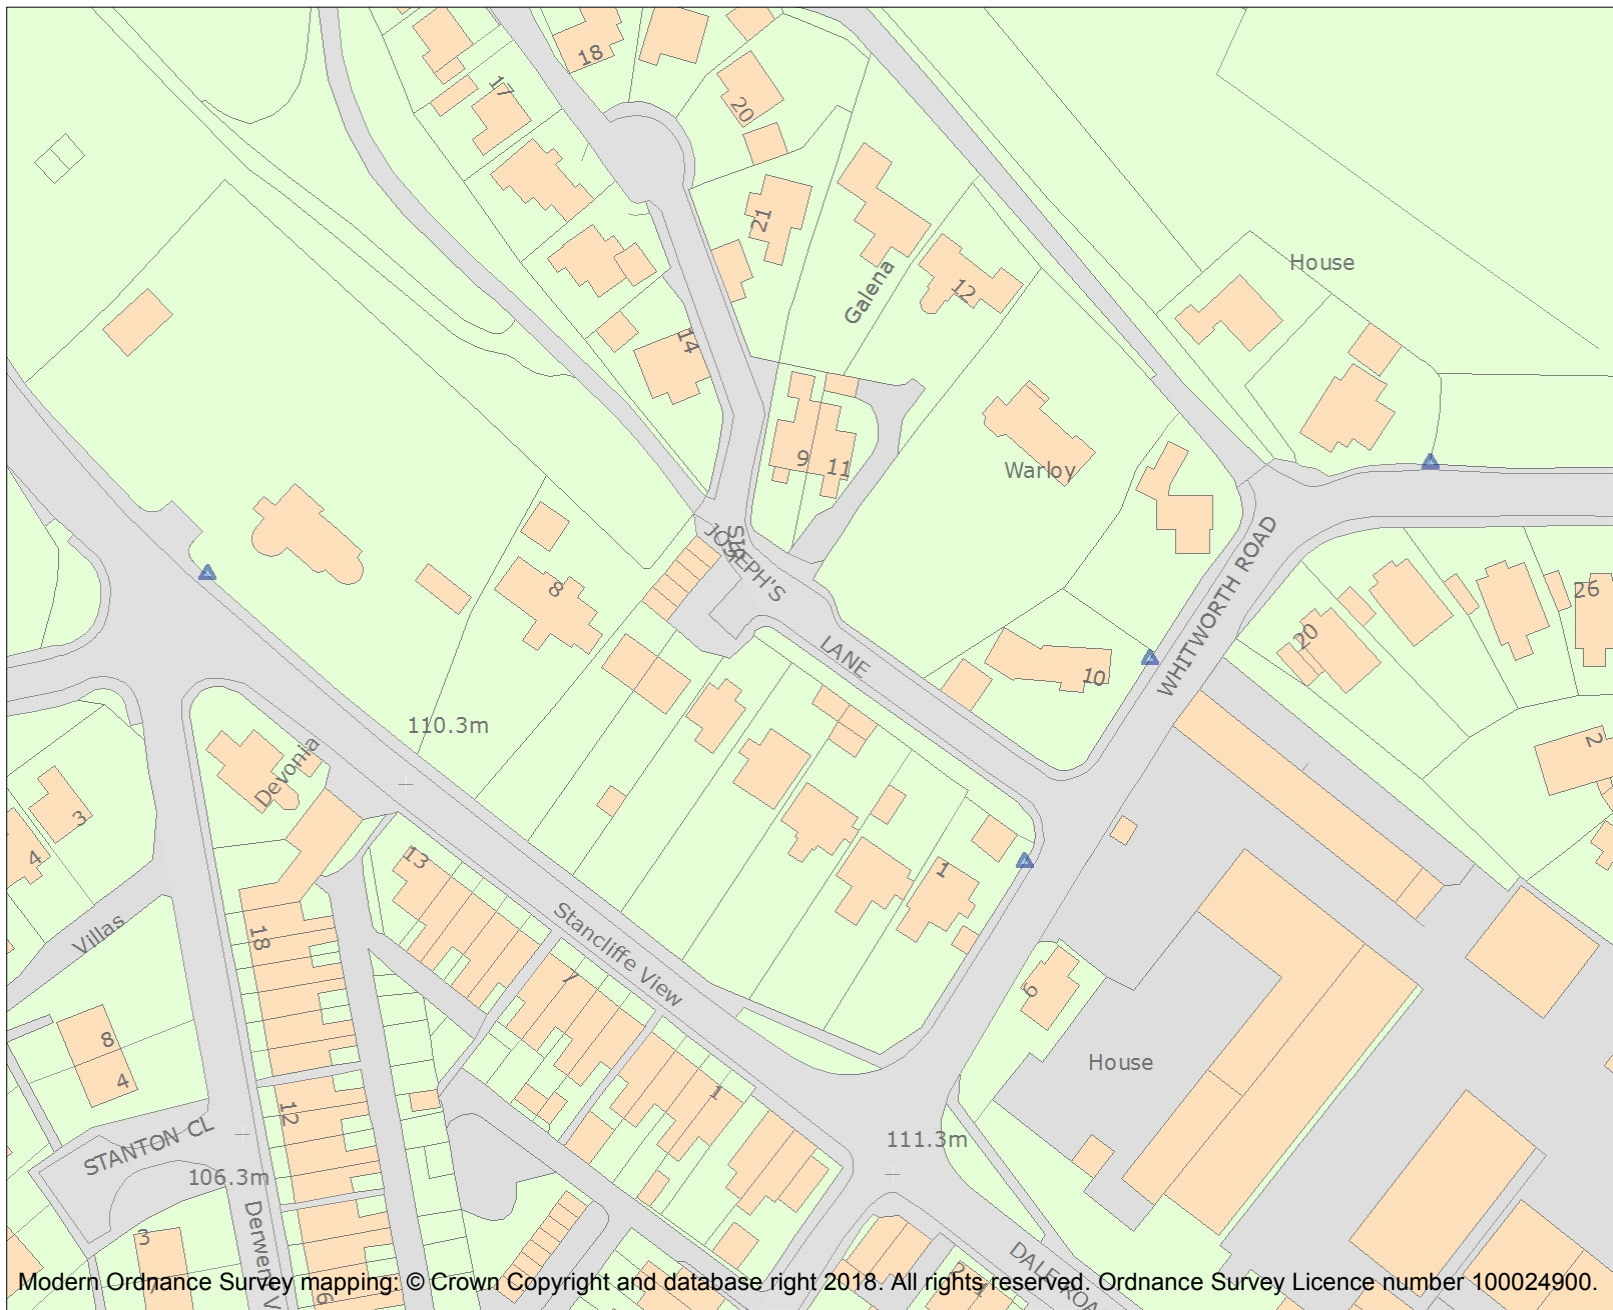 18
17
20
21
Galena
12
House
14
9
11
Warloy
SIS
JOSEPH'S
LANE
8
WHITWORTH ROAD
10
20
26
2
110.3m
Devonia
3
4
13
1
Stancliffe View
Villas
18
7
6
House
8
4
12
1
STANTON CL
106.3m
111.3m
Derwent V
3
DALE ROA
Modern Ordnance Survey mapping: © Crown Copyright and database right 2018. All rights reserved. Ordnance Survey Licence number 100024900.